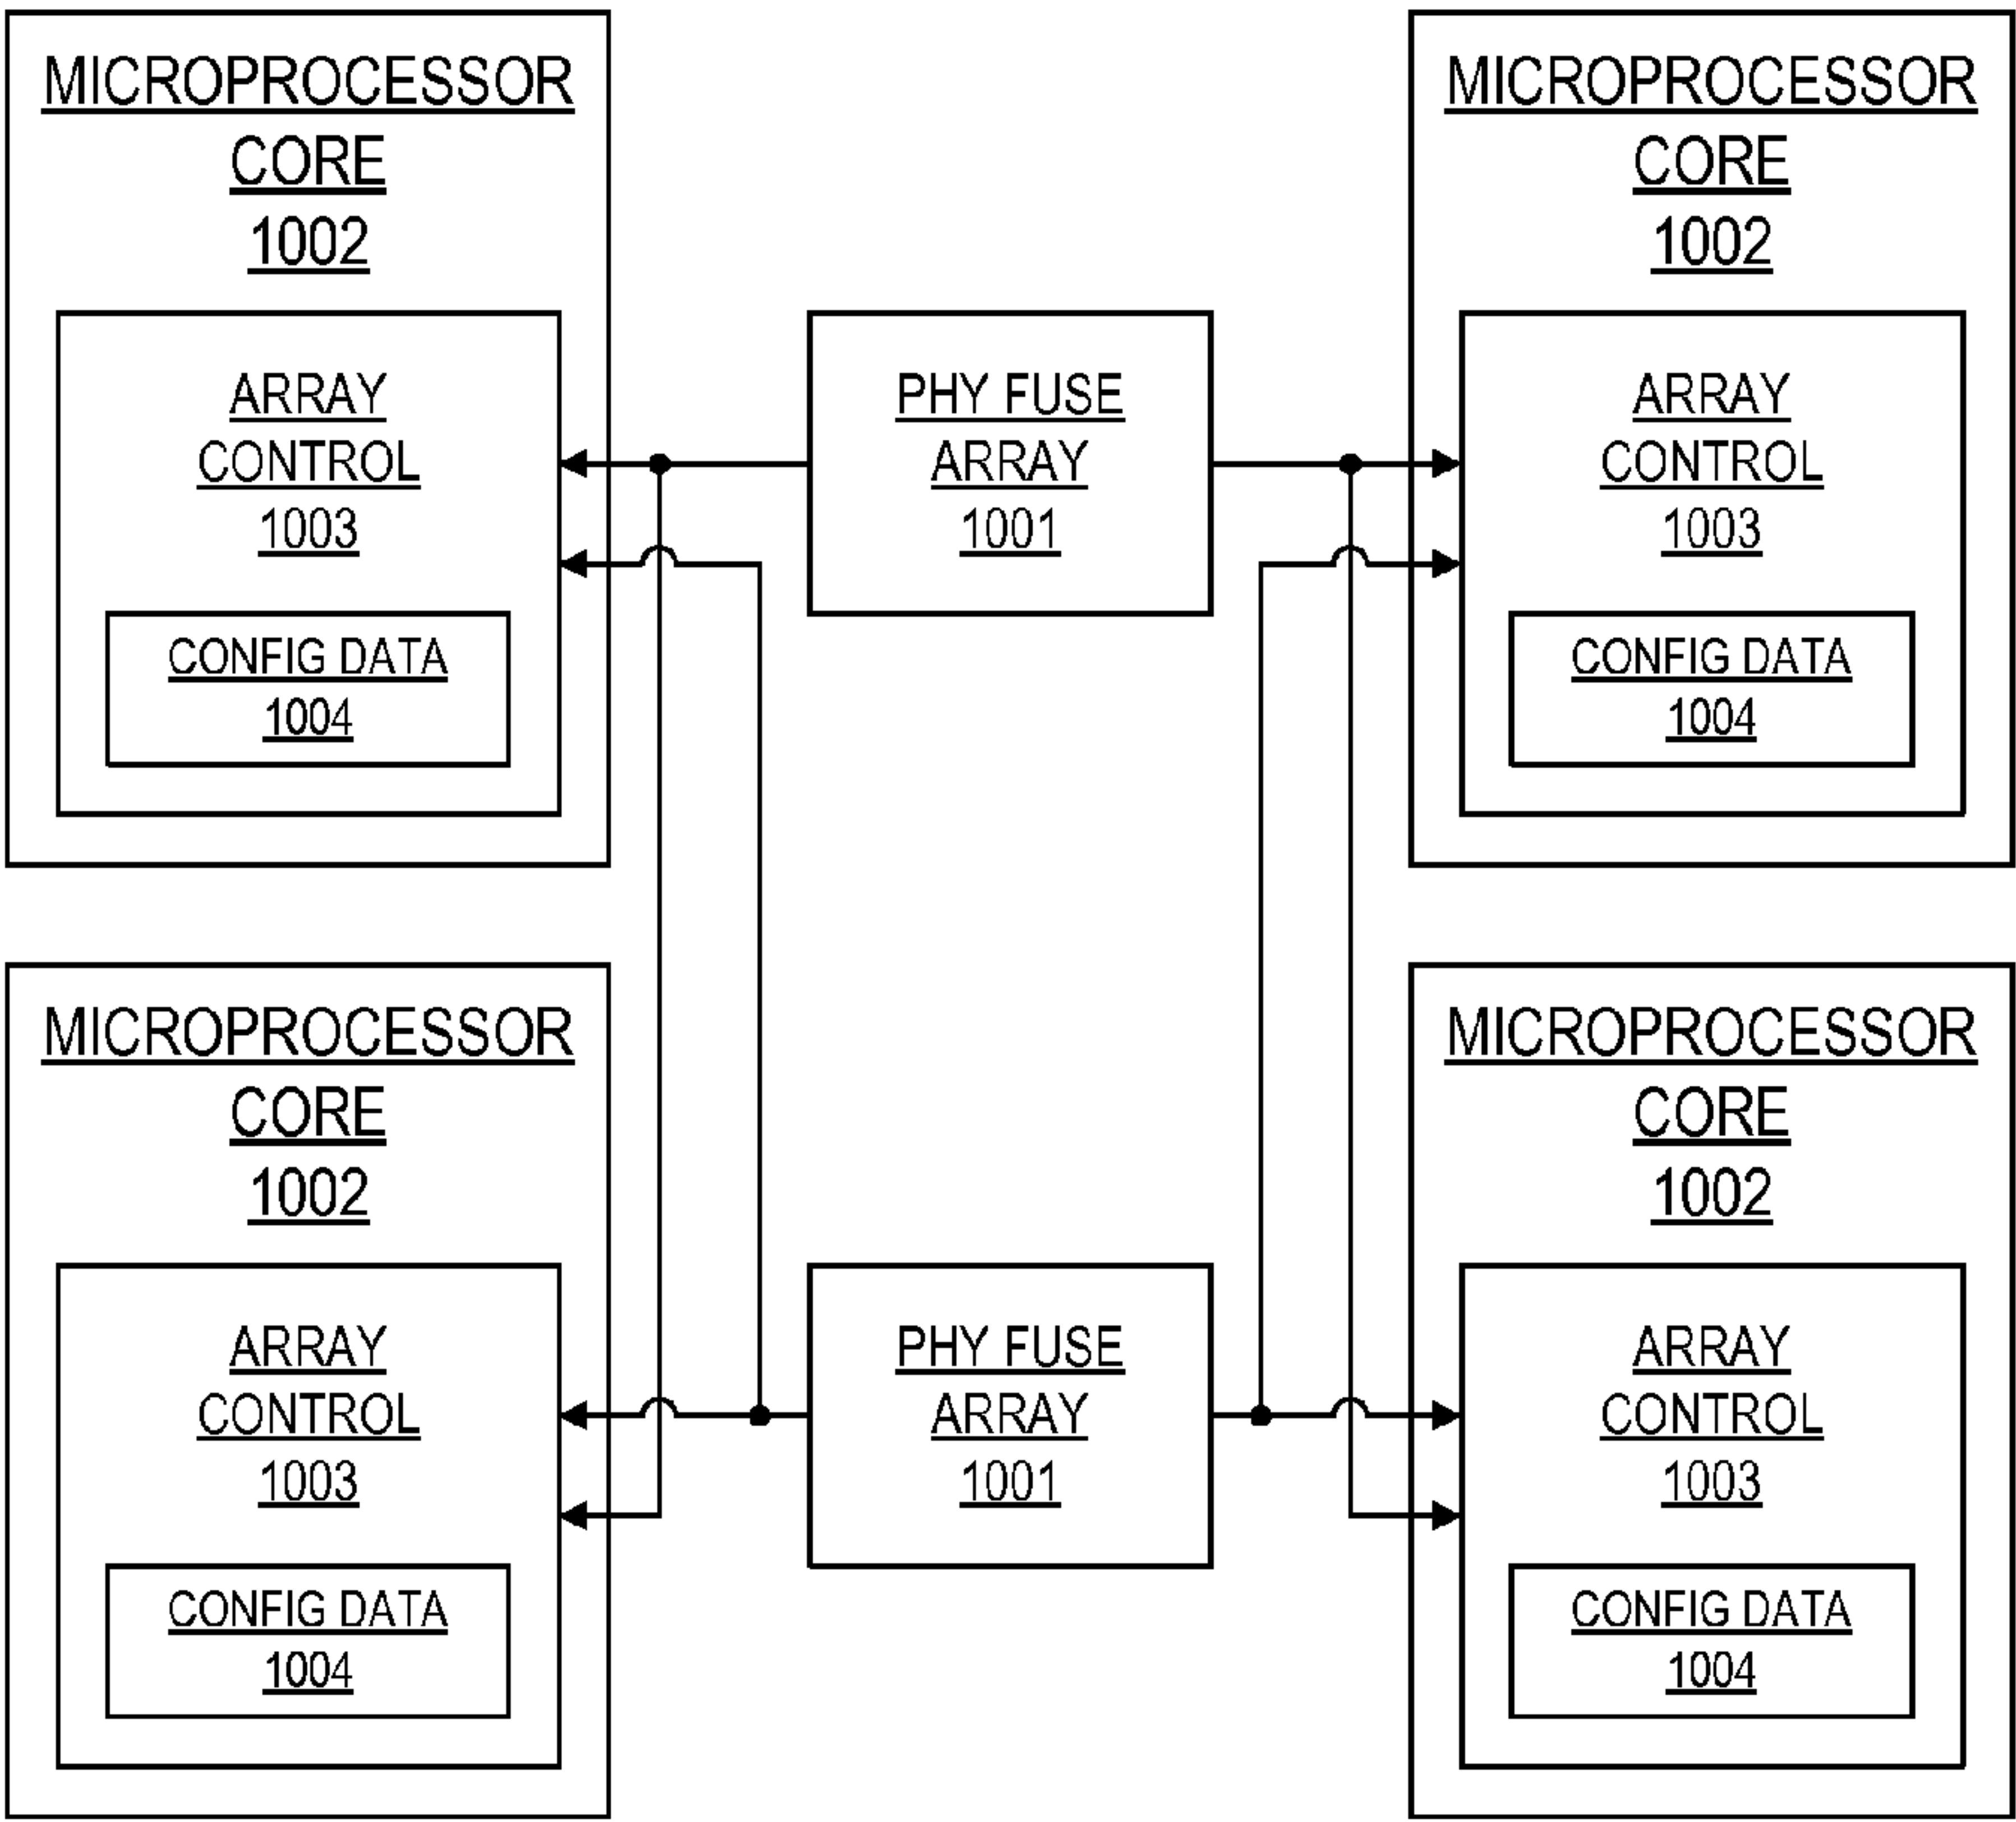 MICROPROCESSOR
CORE
1002
ARRAY
CONTROL
1003
CONFIG DATA
1004
PHY FUSE
ARRAY
1001
MICROPROCESSOR
CORE
1002
ARRAY
CONTROL
1003
CONFIG DATA
1004
MICROPROCESSOR
CORE
1002
ARRAY
CONTROL
1003
CONFIG DATA
1004
PHY FUSE
ARRAY
1001
MICROPROCESSOR
CORE
1002
ARRAY
CONTROL
1003
CONFIG DATA
1004